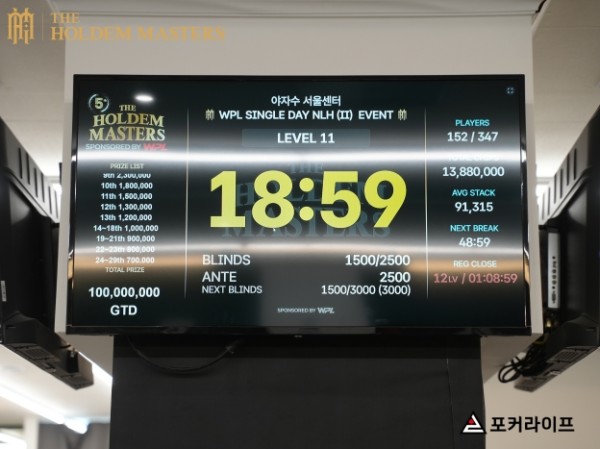 THE
HOLDEM MASTERS
5th
THE
HOLDEM
MASTERS
SPONSORED BY WPL
야자수 서울센터
WPL SINGLE DAY NLH (II) EVENT
LEVEL 11
18:59
PRIZE LIST
9th 2,300,000
10th 1,800,000
11th 1,500,000
12th 1,300,000
13th 1,200,000
14~18th 1,000,000
19~21th 900,000
22~23th 800,000
24~29th 700,000
TOTAL PRIZE
100,000,000
GTD
BLINDS 1500/2500
ANTE 2500
NEXT BLINDS 1500/3000 (3000)
SPONSORED BY WPL
PLAYERS
152 / 347
13,880,000
AVG STACK
91,315
NEXT BREAK
48:59
REG CLOSE
12LV / 01:08:59
포커라이프